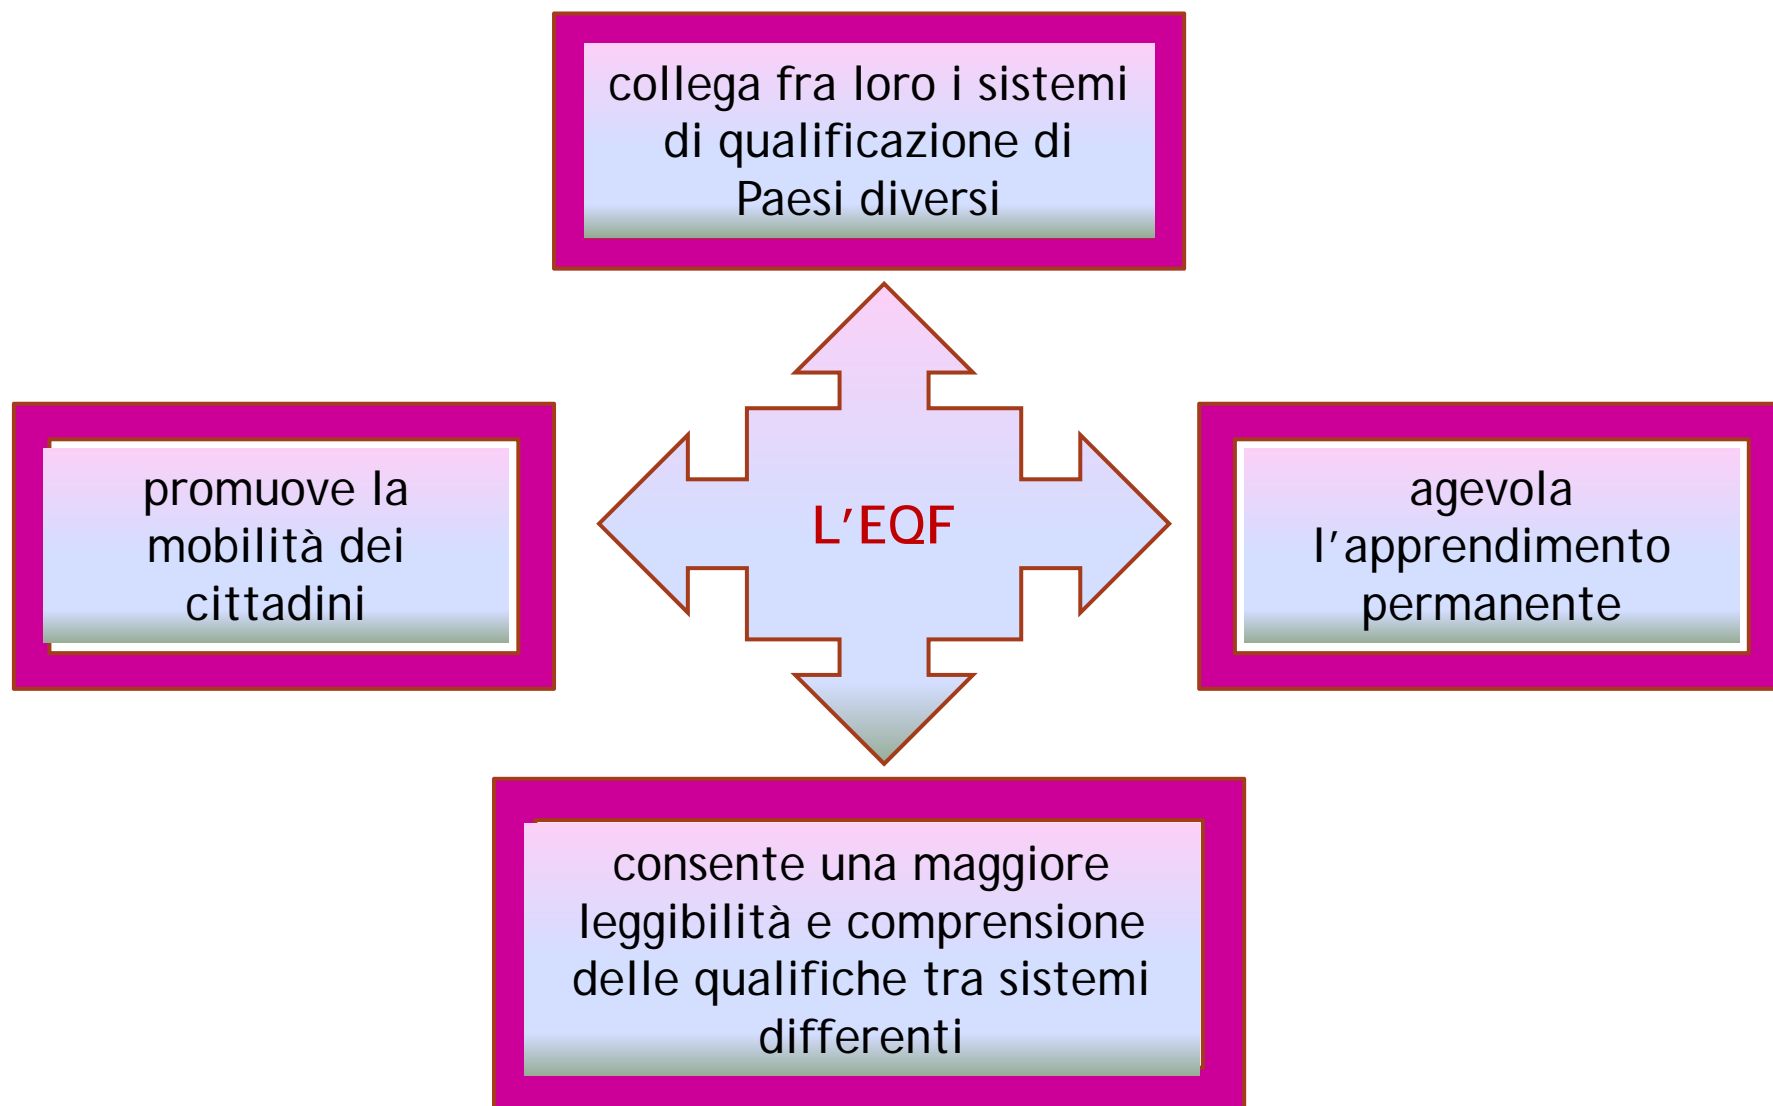 collega fra loro i sistemi
di qualificazione di
Paesi diversi
promuove la
mobilità dei
cittadini
L'EQF
agevola
l'apprendimento
permanente
consente una maggiore
leggibilità e comprensione
delle qualifiche tra sistemi
differenti